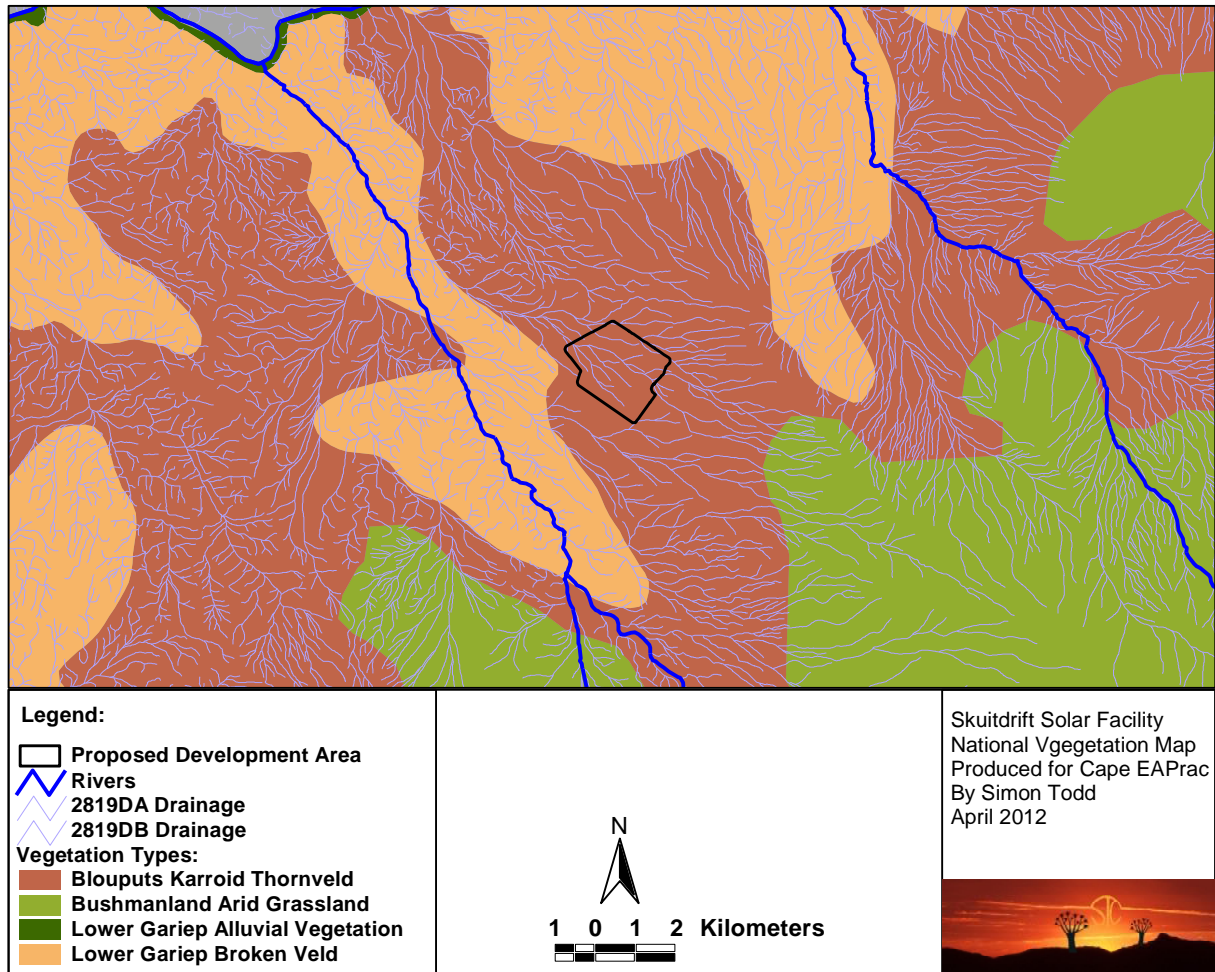 Legend:
Proposed Development Area
Rivers
2819DA Drainage
2819DB Drainage
Vegetation Types:
Blouputs Karroid Thornveld
Bushmanland Arid Grassland
Lower Gariep Alluvial Vegetation
Lower Gariep Broken Veld
N
1 0 1 2 Kilometers
Skuitdrift Solar Facility
National Vgegetation Map
Produced for Cape EAPrac
By Simon Todd
April 2012